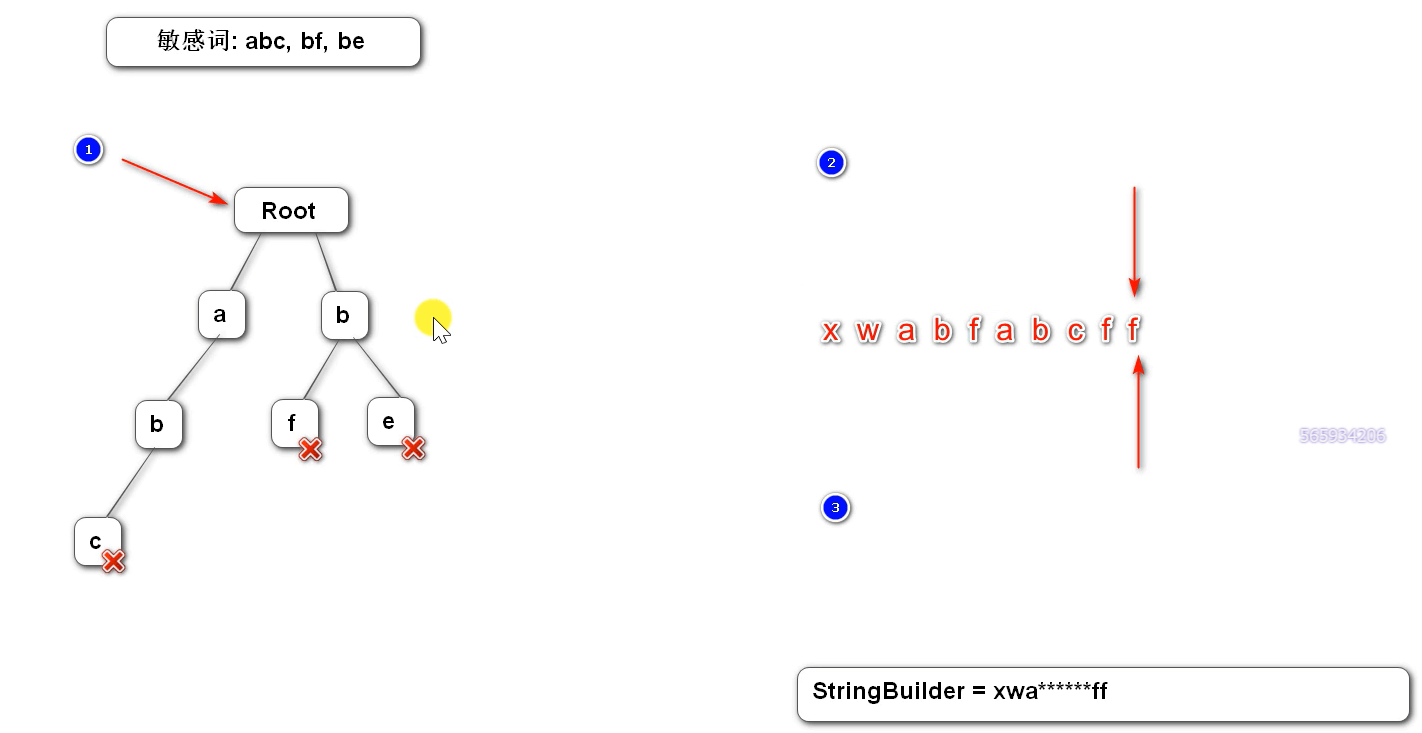 敏感词: abc, bf, be
1
Root
a
b
b
f
e
c
2
x w a b f a b c f f
565934206
3
StringBuilder = xwa******ff